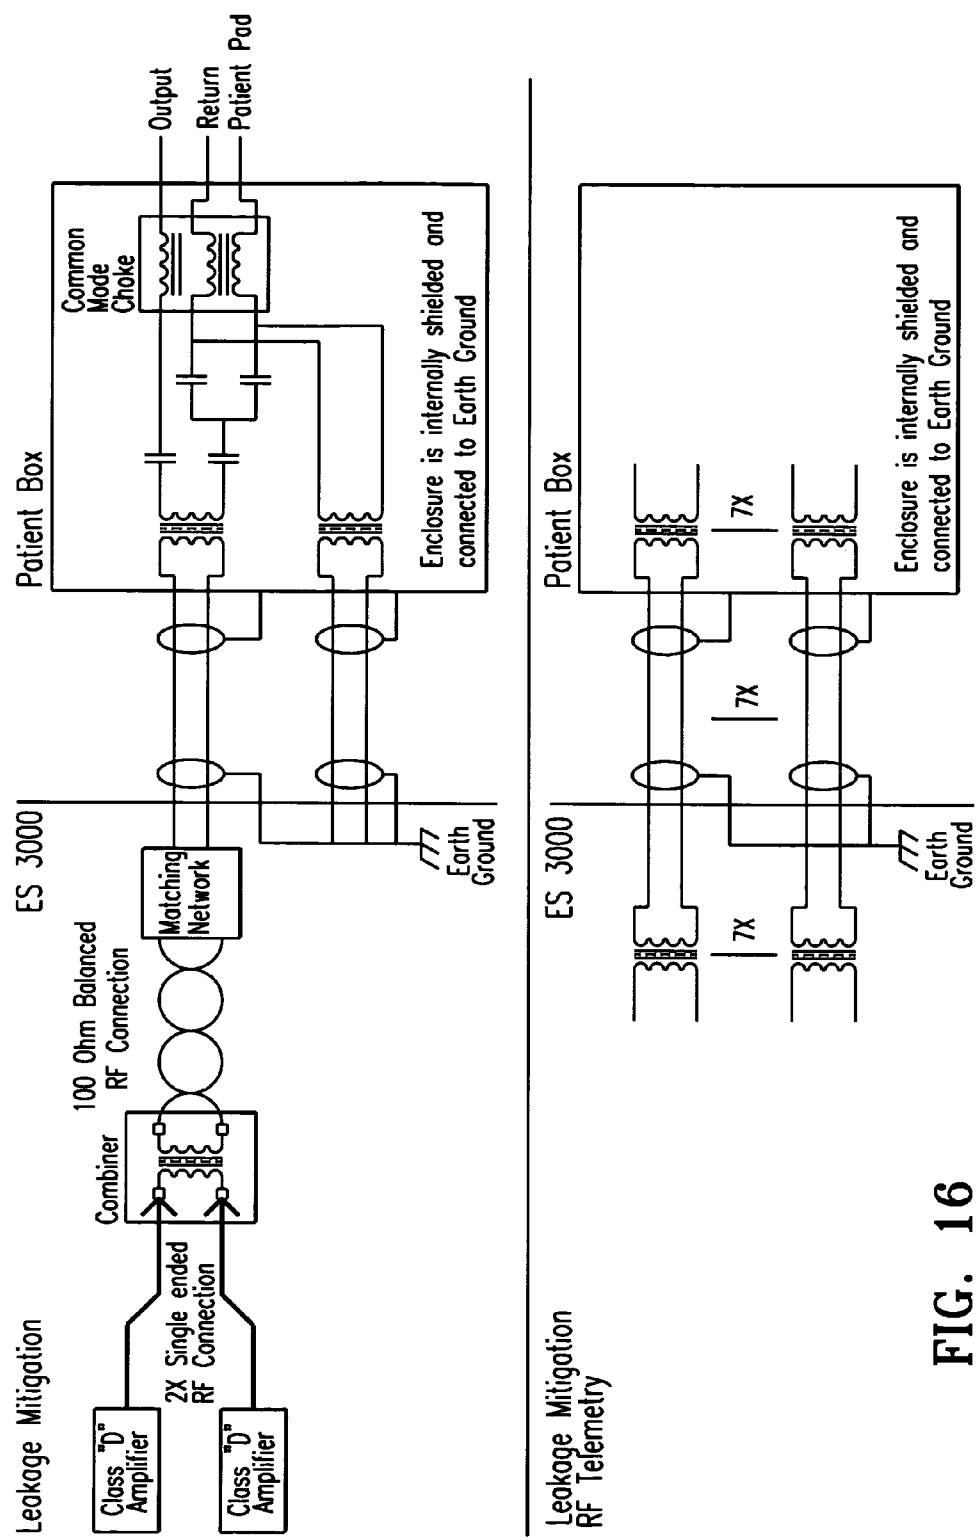 Leakage Mitigation
Class "D"
Amplifier
Class "D"
Amplifier
2X Single ended
RF Connection
Combiner
100 Ohm Balanced
RF Connection
ES 3000
Matching
Network
Earth
Ground
Patient Box
Common
Mode
Choke
Output
Return
Patient Pad
Enclosure is internally shielded and
connected to Earth Ground
Leakage Mitigation
RF Telemetry
ES 3000
7X
Earth
Ground
7X
Patient Box
7X
Enclosure is internally shielded and
connected to Earth Ground
FIG. 16